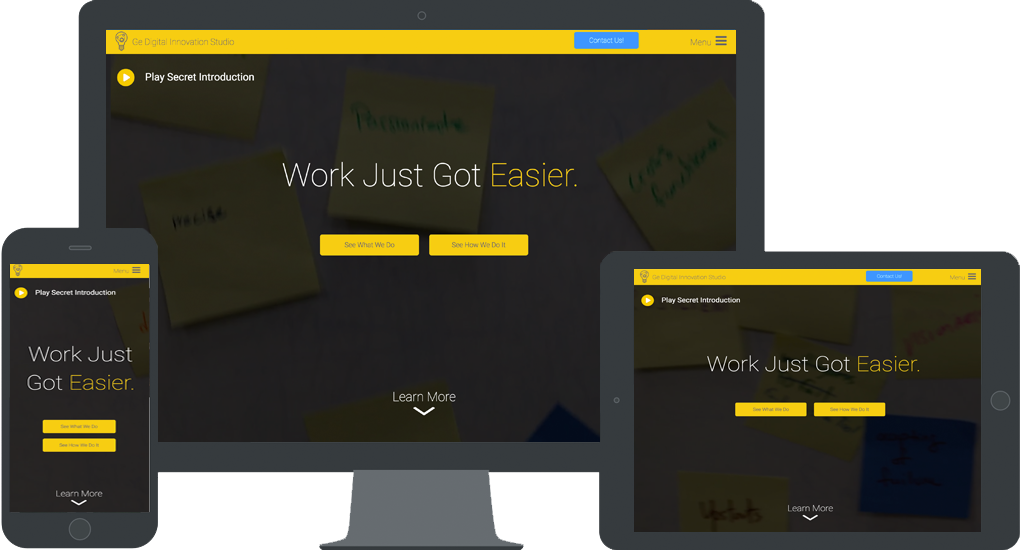 Ge Digital Innovation Studio
Contact Us!
Menu
Play Secret Introduction
Passionate
precise
Work Just Got Easier.
See What We Do
See How We Do It
Learn More
Menu
Play Secret Introduction
Work Just
Got Easier.
See What We Do
See How We Do It
Learn More
Ge Digital Innovation Studio
Contact Us!
Menu
Play Secret Introduction
Work Just Got Easier.
See What We Do
See How We Do It
Learn More